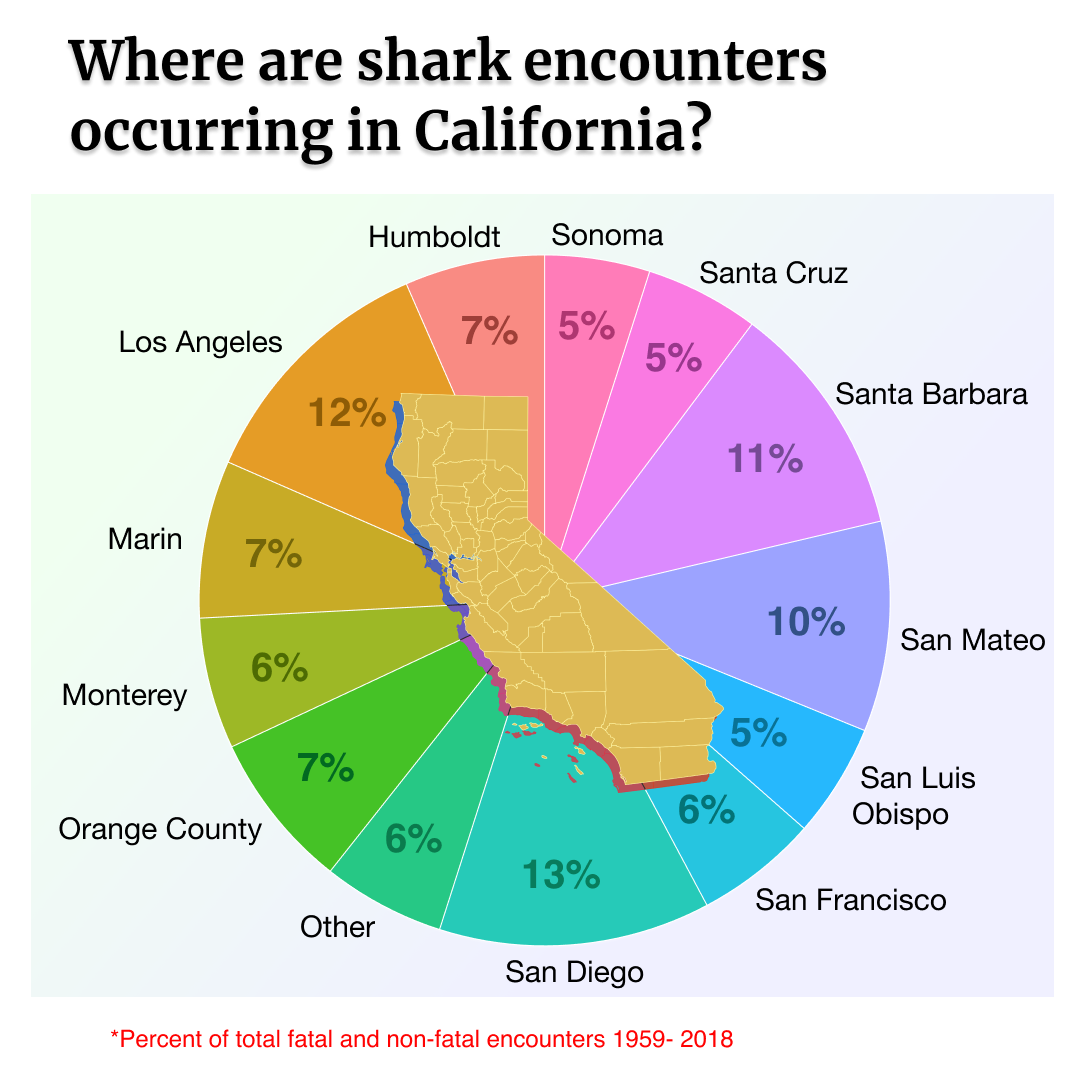 Where are shark encounters
occurring in California?
Humboldt
Sonoma
Santa Cruz
Los Angeles
7%
5%
5%
Santa Barbara
12%
11%
Marin
7%
10%
San Mateo
6%
Monterey
5%
7%
San Luis
Obispo
Orange County
6%
6%
13%
San Francisco
Other
San Diego
*Percent of total fatal and non-fatal encounters 1959- 2018